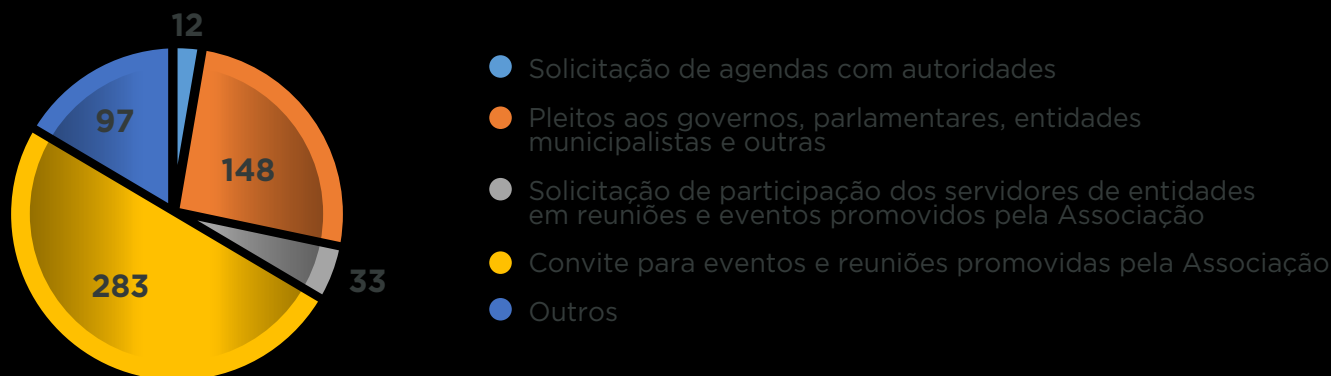 12
97
148
283
33
Solicitação de agendas com autoridades
Pleitos aos governos, parlamentares, entidades
municipalistas e outras
Solicitação de participação dos servidores de entidades
em reuniões e eventos promovidos pela Associação
Convite para eventos e reuniões promovidas pela Associação
Outros